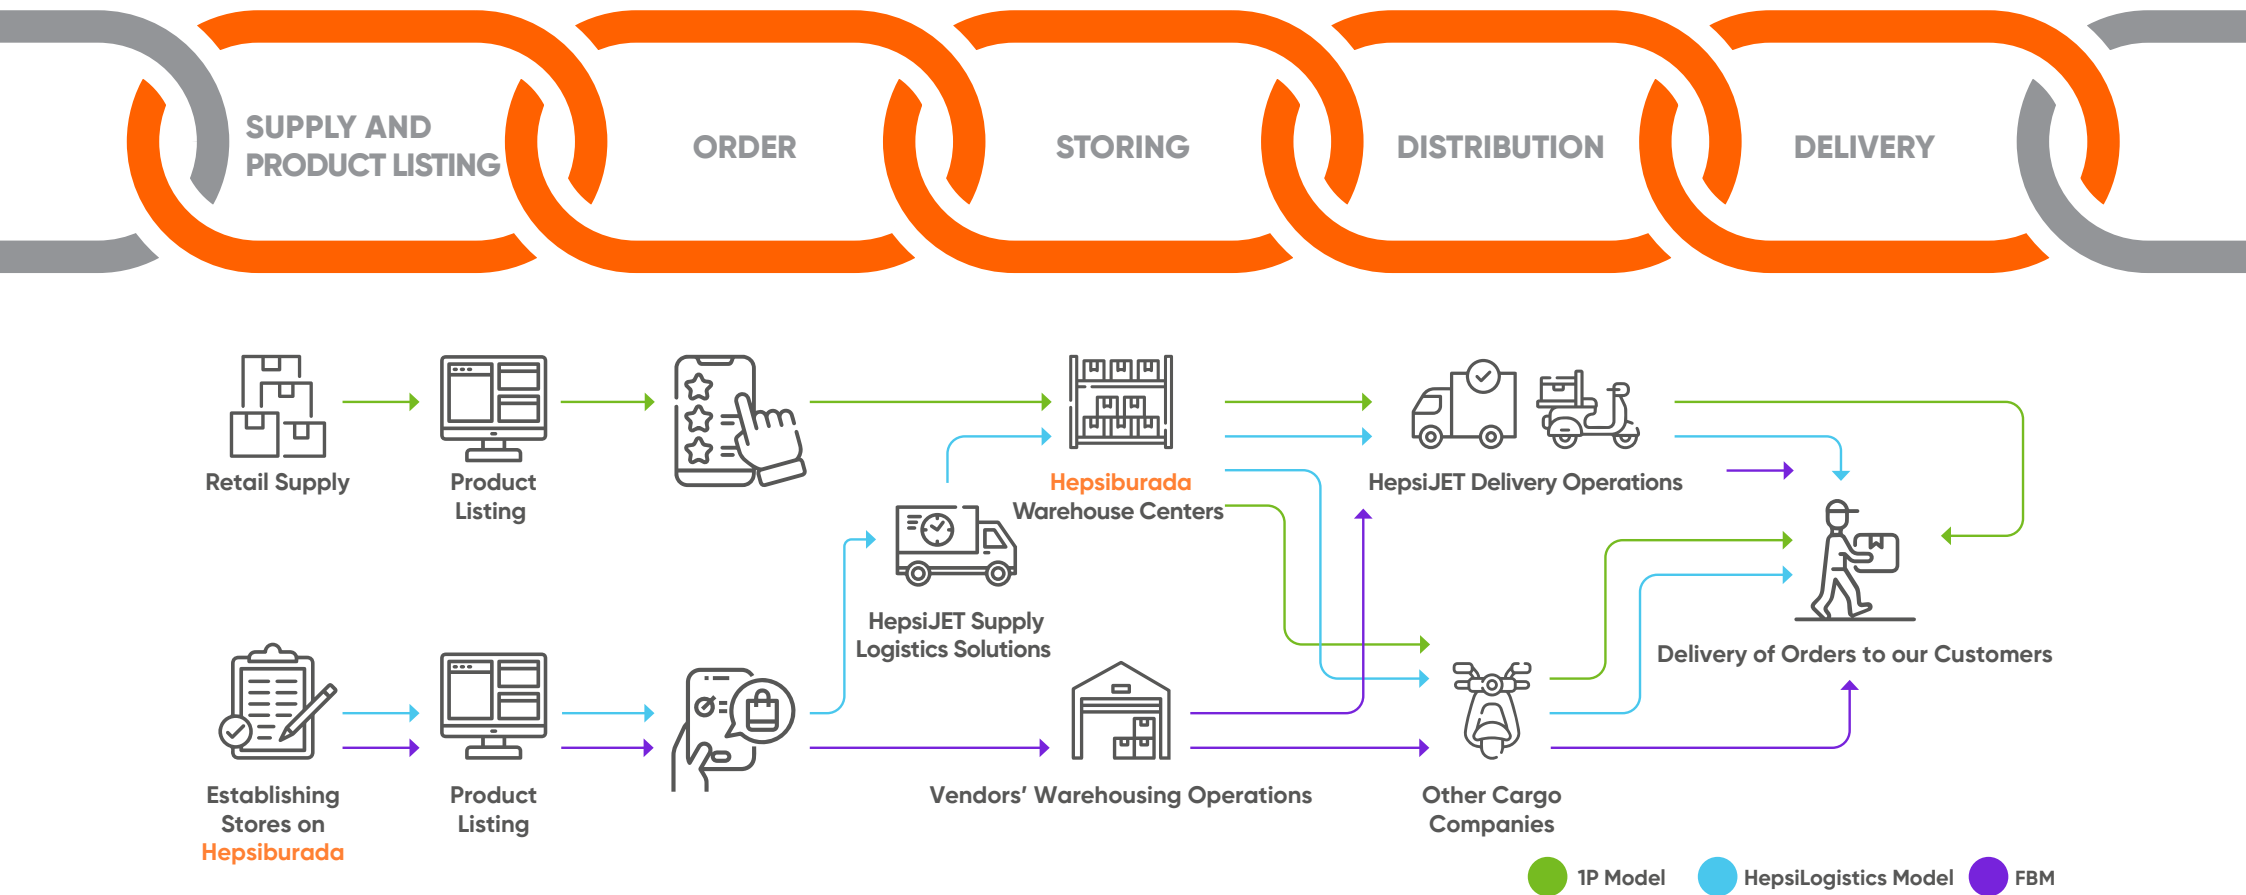 SUPPLY AND
PRODUCT LISTING
ORDER
STORING
DISTRIBUTION
DELIVERY
Retail Supply
Product
Listing
Hepsiburada
Warehouse Centers
HepsiJET Delivery Operations
HepsiJET Supply
Logistics Solutions
Delivery of Orders to our Customers
Establishing
Stores on
Hepsiburada
Product
Listing
Vendors’ Warehousing Operations
Other Cargo
Companies
1P Model
HepsiLogistics Model
FBM